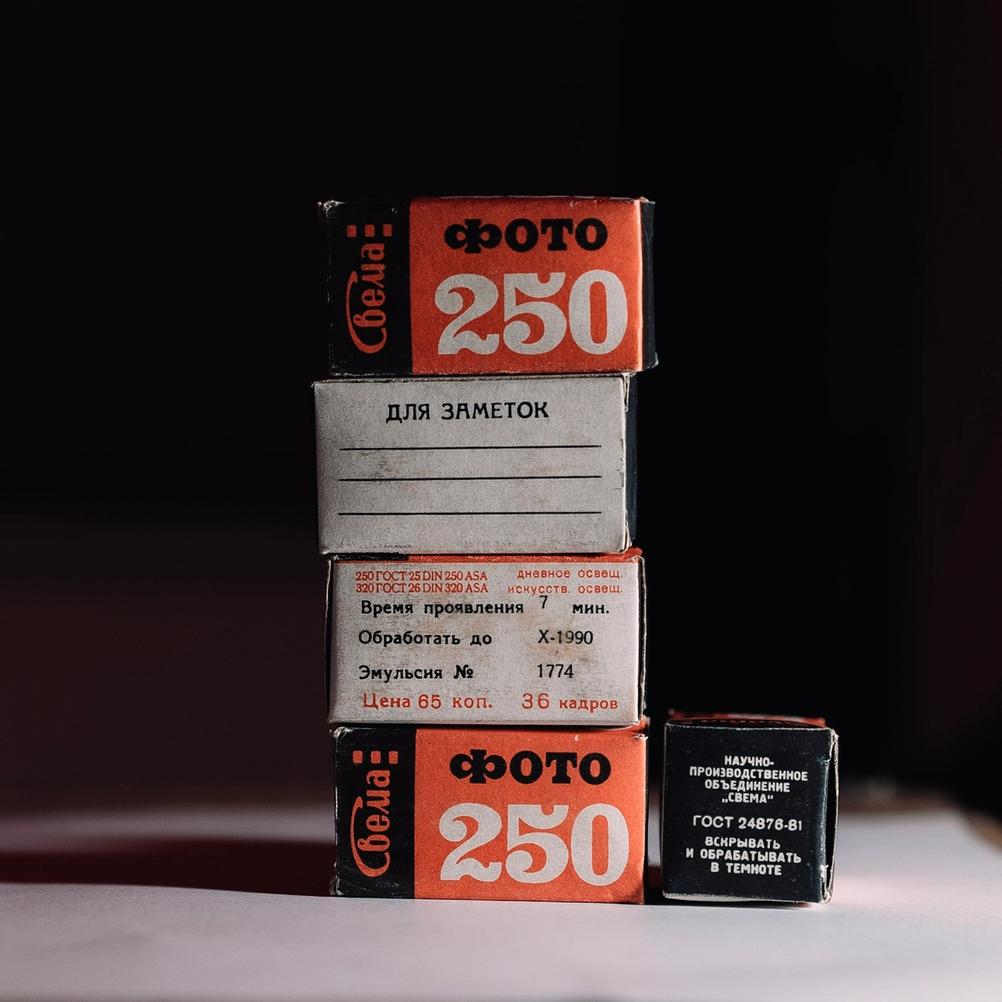 Свема
ФОТО
250
ДЛЯ ЗАМЕТОК
250 ГОСТ 25 DIN 250 ASA дневное освещ.
320 ГОСТ 26 DIN 320 ASA искусств. освещ.
Время проявления 7 мин.
Обработать до X-1990
Эмульсия № 1774
Цена 65 коп. 36 кадров
Свема
ФОТО
250
НАУЧНО-
ПРОИЗВОДСТВЕННОЕ
ОБЪЕДИНЕНИЕ
„СВЕМА“
ГОСТ 24876-81
ВСКРЫВАТЬ
И ОБРАБАТЫВАТЬ
В ТЕМНОТЕ